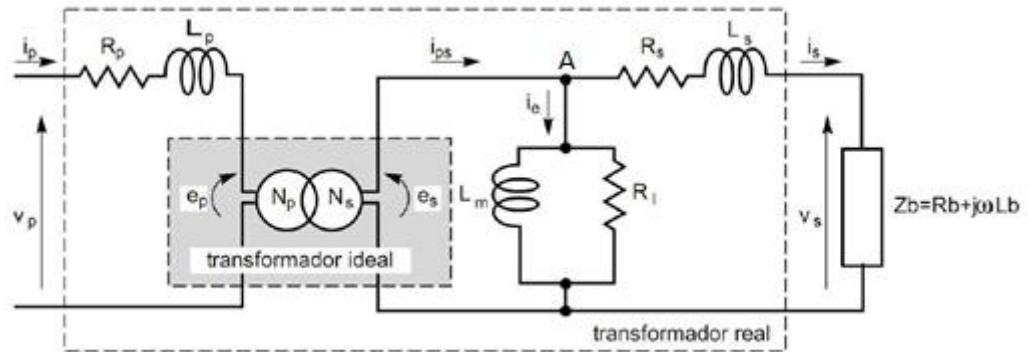 i_p
R_p
L_p
i_ps
A
R_s
L_s
i_s
i_e
v_p
e_p
N_p
N_s
e_s
L_m
R_l
v_s
Zb=Rb+jωLb
transformador ideal
transformador real